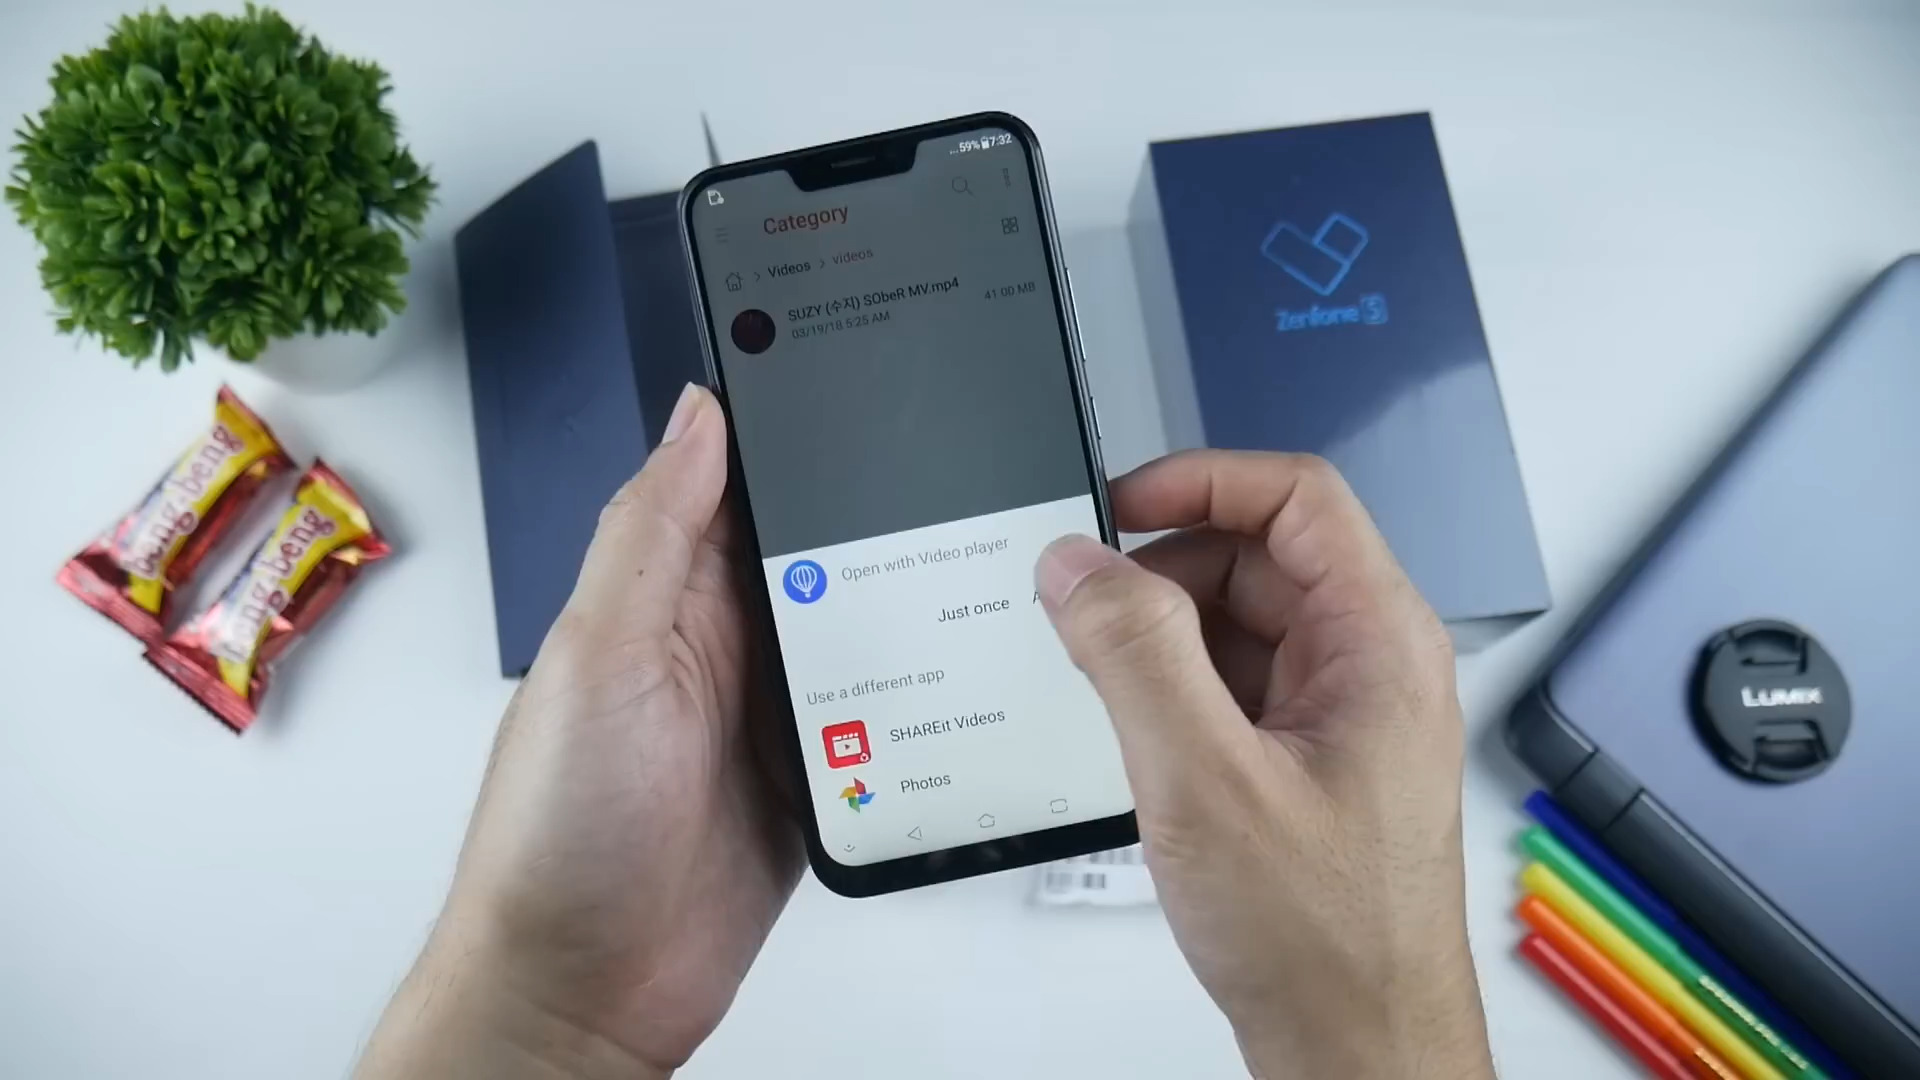 59% 7:32
Category
Videos > videos
SUZY (수지) SObeR MV.mp4
41.00 MB
03/19/18 5:25 AM
Open with Video player
Just once
Use a different app
SHAREit Videos
Photos
Zenfone 5
beng-beng
beng-beng
LUMIX